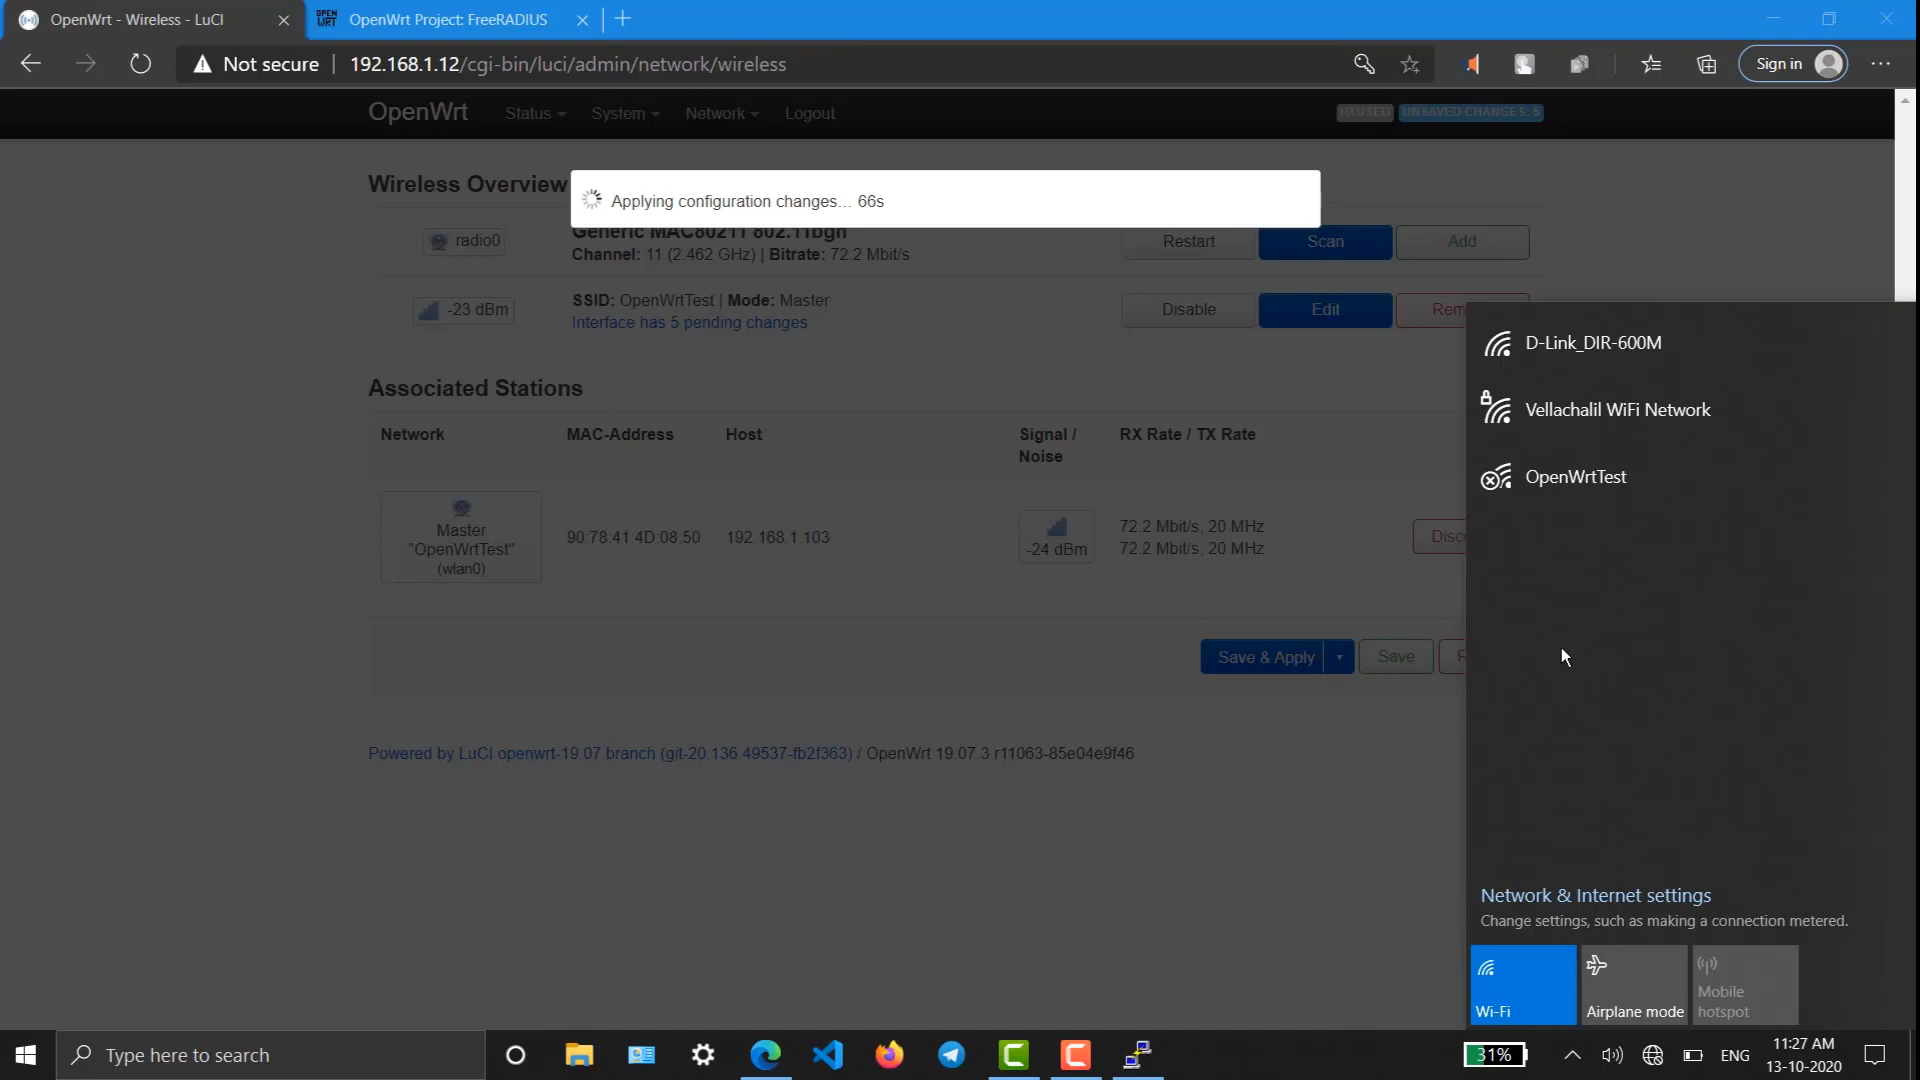 OpenWrt - Wireless - LuCI
OpenWrt Project: FreeRADIUS
Not secure | 192.168.1.12/cgi-bin/luci/admin/network/wireless
Sign in
OpenWrt Status System Network Logout
PAUSED UNSAVED CHANGES: 5
Wireless Overview
Applying configuration changes… 66s
radio0
Generic MAC80211 802.11bgn
Channel: 11 (2.462 GHz) | Bitrate: 72.2 Mbit/s
Restart Scan Add
-23 dBm
SSID: OpenWrtTest | Mode: Master
Interface has 5 pending changes
Disable Edit Rem
Associated Stations
Network MAC-Address Host Signal / Noise RX Rate / TX Rate
Master
"OpenWrtTest"
(wlan0)
90:78:41:4D:08:50 192.168.1.103
-24 dBm
72.2 Mbit/s, 20 MHz
72.2 Mbit/s, 20 MHz
Disc
Save & Apply Save R
Powered by LuCI openwrt-19.07 branch (git-20.136.49537-fb2f363) / OpenWrt 19.07.3 r11063-85e04e9f46
D-Link_DIR-600M
Vellachalil WiFi Network
OpenWrtTest
Network & Internet settings
Change settings, such as making a connection metered.
Wi-Fi
Airplane mode
Mobile
hotspot
Type here to search
31%
ENG
11:27 AM
13-10-2020